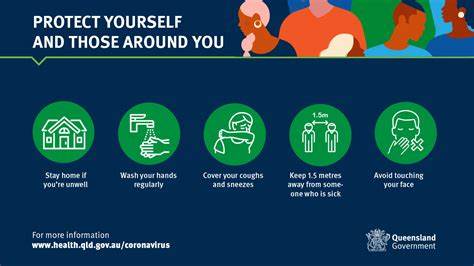 PROTECT YOURSELF
AND THOSE AROUND YOU
Stay home if
you're unwell
Wash your hands
regularly
Cover your coughs
and sneezes
1.5m
Keep 1.5 metres
away from some-
one who is sick
Avoid touching
your face
For more information
www.health.qld.gov.au/coronavirus
Queensland
Government